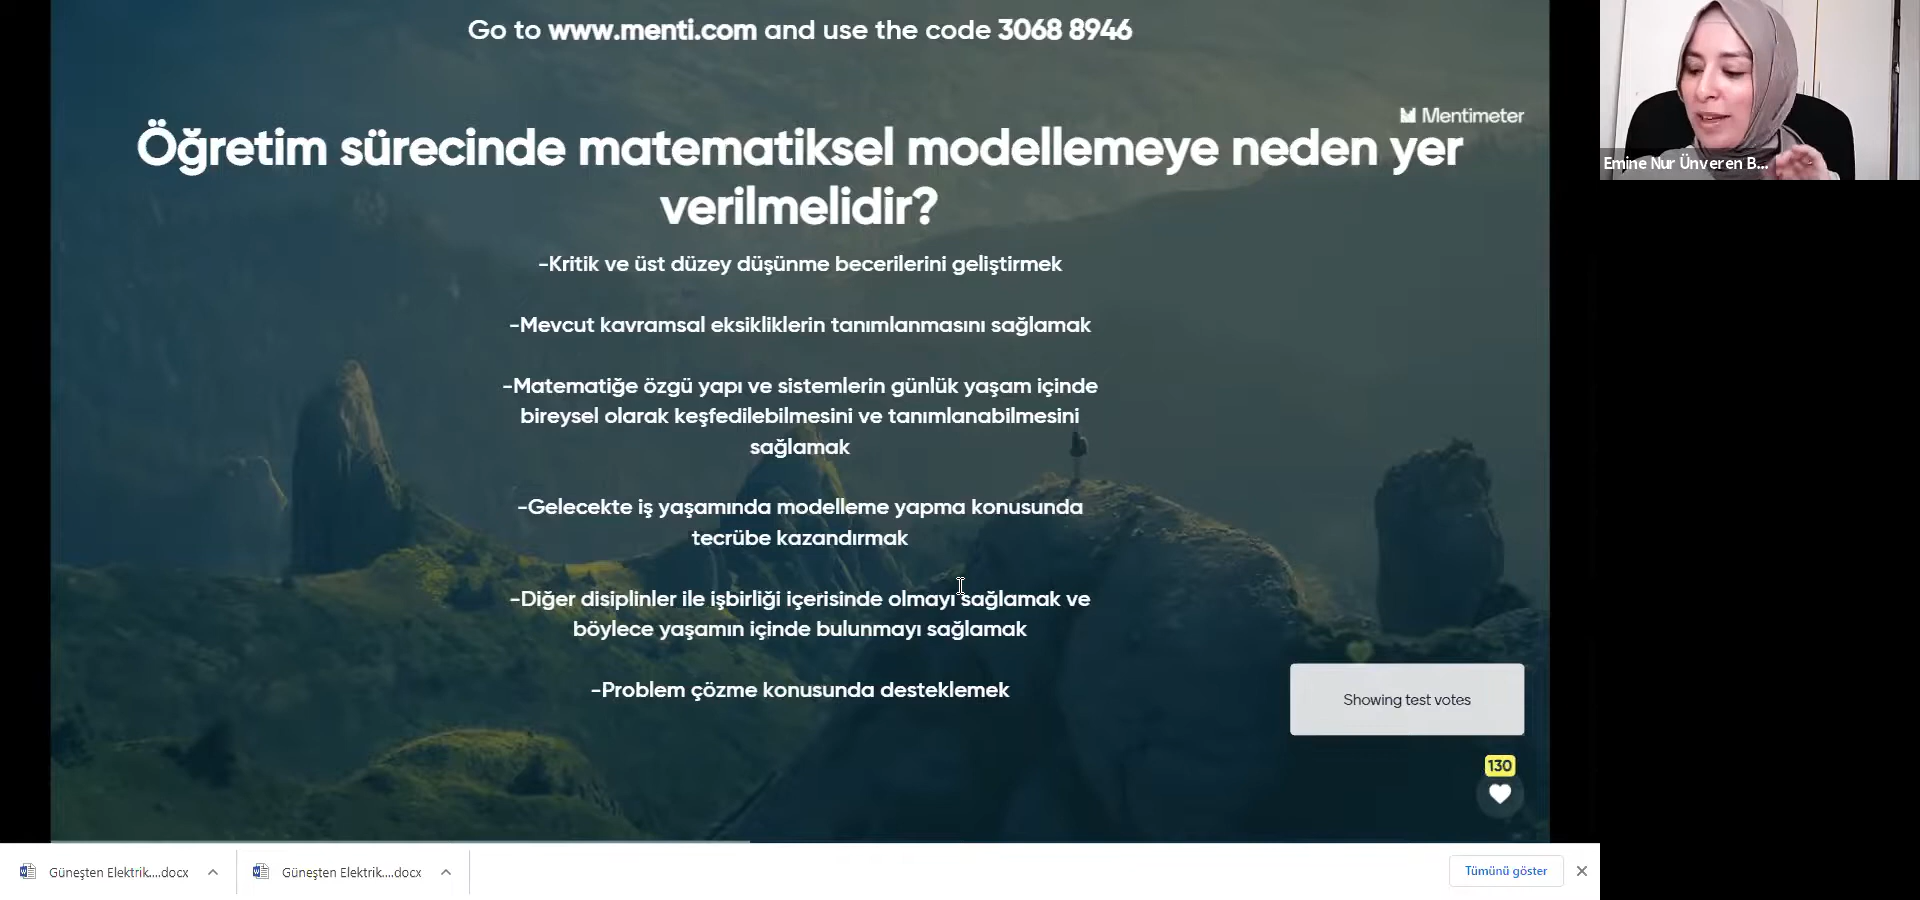 Go to www.menti.com and use the code 3068 8946
Mentimeter
Öğretim sürecinde matematiksel modellemeye neden yer
verilmelidir?
-Kritik ve üst düzey düşünme becerilerini geliştirmek
-Mevcut kavramsal eksikliklerin tanımlanmasını sağlamak
-Matematiğe özgü yapı ve sistemlerin günlük yaşam içinde
bireysel olarak keşfedilebilmesini ve tanımlanabilmesini
sağlamak
-Gelecekte iş yaşamında modelleme yapma konusunda
tecrübe kazandırmak
-Diğer disiplinler ile işbirliği içerisinde olmayı sağlamak ve
böylece yaşamın içinde bulunmayı sağlamak
-Problem çözme konusunda desteklemek
Showing test votes
130
Emine Nur Ünveren B...
Güneşten Elektrik....docx
Güneşten Elektrik....docx
Tümünü göster